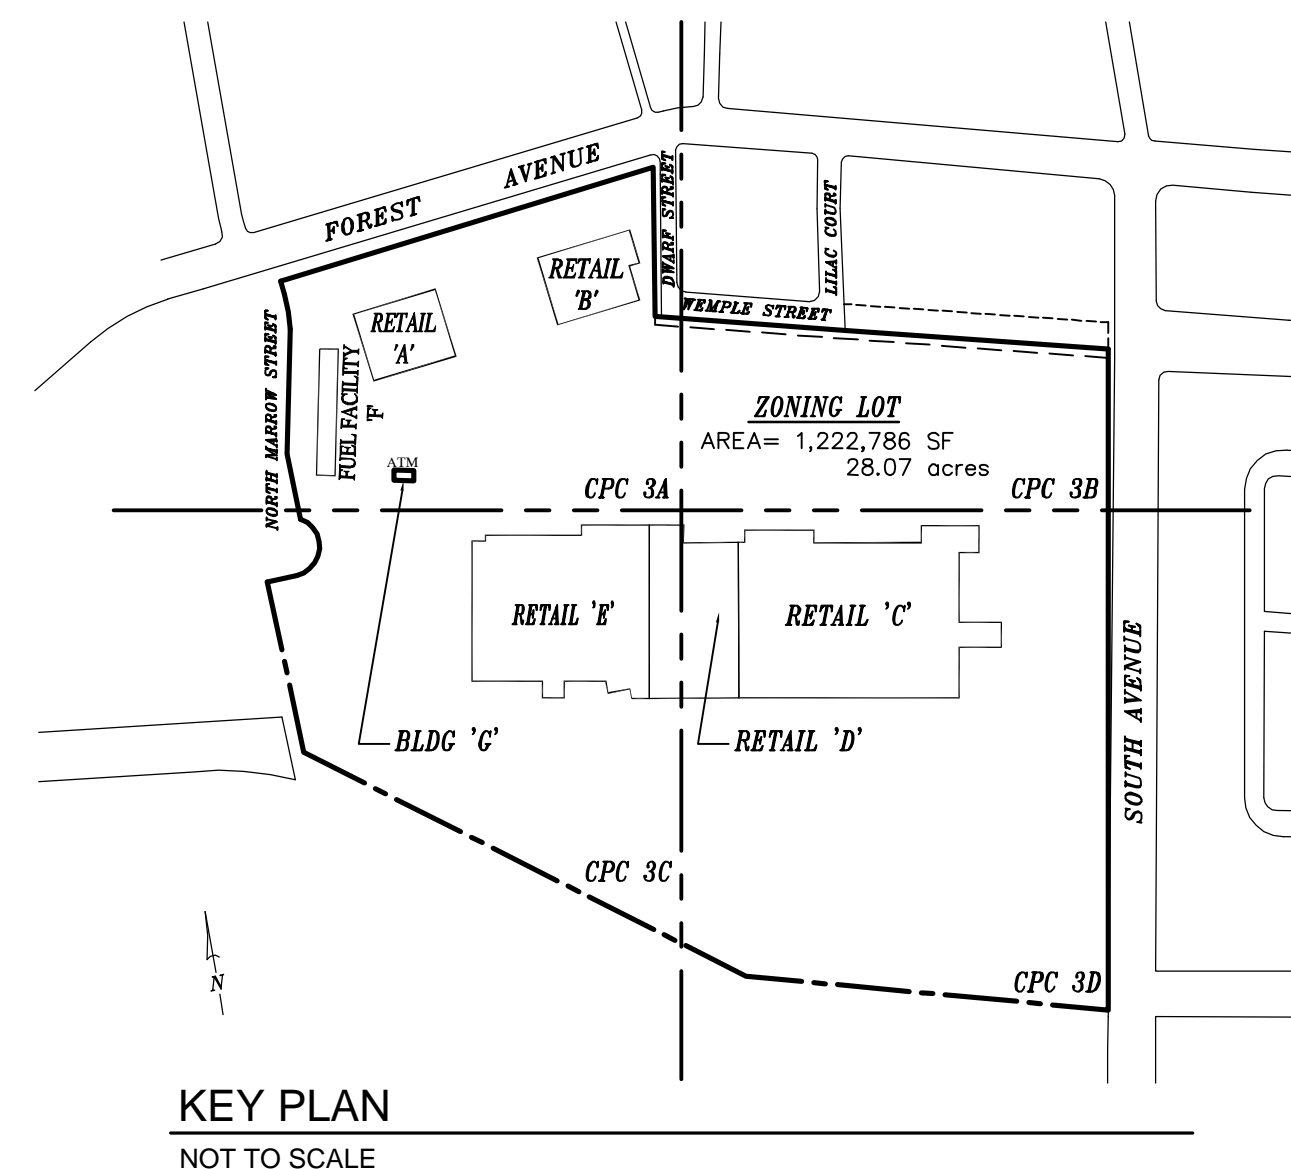 FOREST AVENUE
DWARF STREET
LILAC COURT
RETAIL
'B'
WEMPLE STREET
RETAIL
'A'
NORTH MARROW STREET
FUEL FACILITY
'F'
ZONING LOT
AREA= 1,222,786 SF
28.07 acres
ATM
CPC 3A
CPC 3B
RETAIL 'E'
RETAIL 'C'
SOUTH AVENUE
BLDG 'G'
RETAIL 'D'
CPC 3C
CPC 3D
N
KEY PLAN
NOT TO SCALE